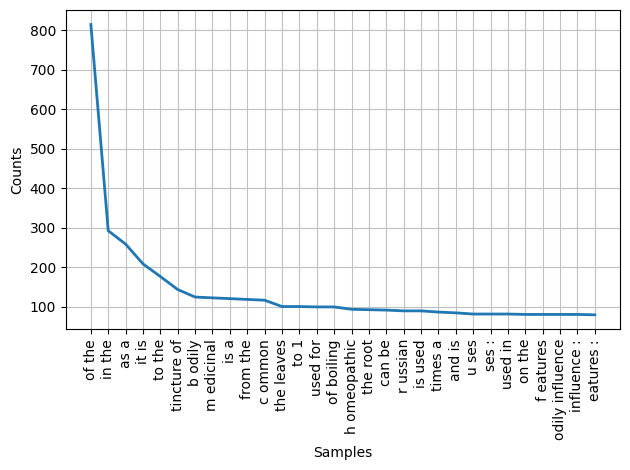 800
700
600
500
400
300
200
100
Counts
of the
in the
as a
it is
to the
tincture of
b odily
m edicinal
is a
from the
c ommon
the leaves
to 1
used for
of boiling
h omeopathic
the root
can be
r ussian
is used
times a
and is
u ses
ses :
used in
on the
f eatures
odily influence
influence :
eatures :
Samples